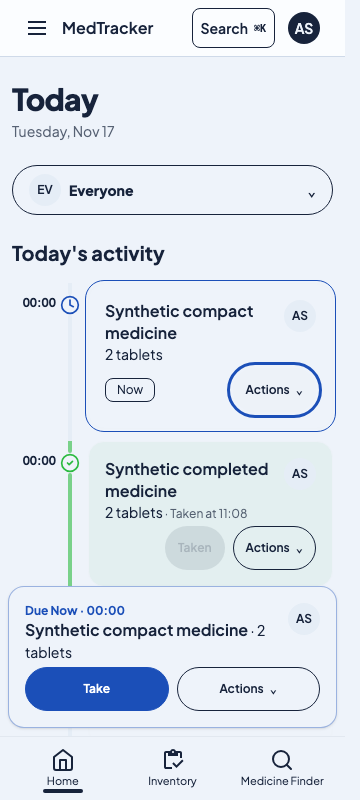 MedTracker
Search ⌘K
AS
Today
Tuesday, Nov 17
EV Everyone
Today's activity
00:00
Synthetic compact
medicine
AS
2 tablets
Now
Actions
00:00
Synthetic completed
medicine
AS
2 tablets · Taken at 11:08
Taken
Actions
Due Now · 00:00
AS
Synthetic compact medicine · 2
tablets
Take
Actions
Home
Inventory
Medicine Finder